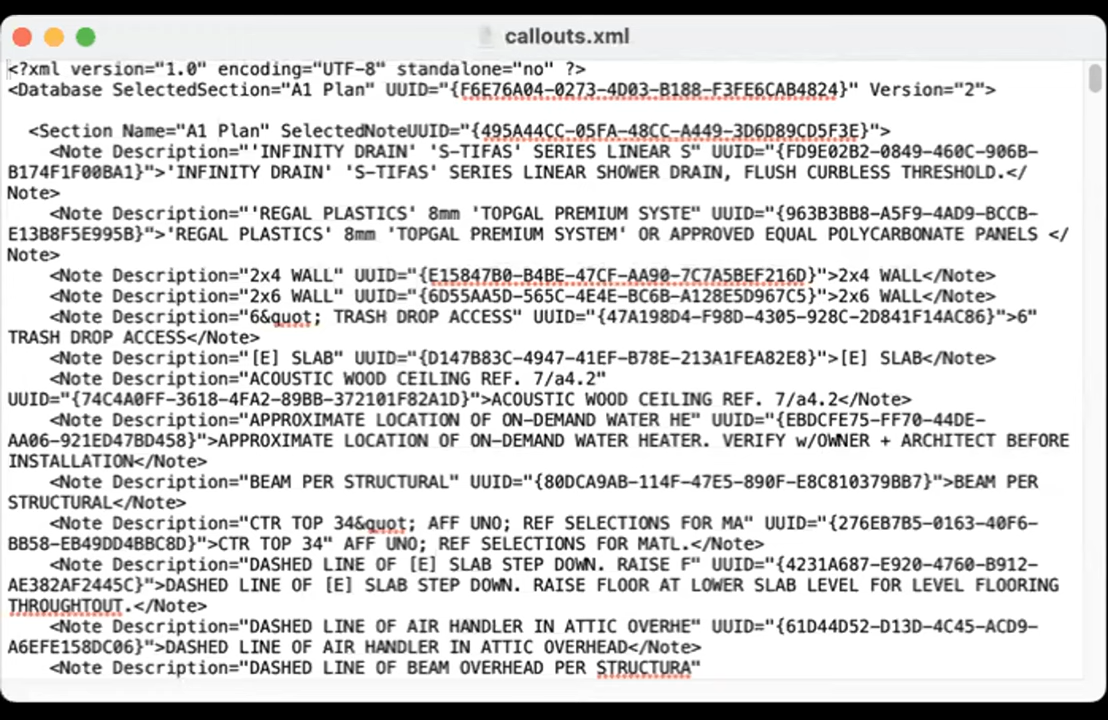 callouts.xml
<?xml version="1.0" encoding="UTF-8" standalone="no" ?>
<Database SelectedSection="A1 Plan" UUID="{F6E76A04-0273-4D03-B188-F3FE6CAB4824}" Version="2">
<Section Name="A1 Plan" SelectedNoteUUID="{495A44CC-05FA-48CC-A449-3D6D89CD5F3E}">
<Note Description="'INFINITY DRAIN' 'S-TIFAS' SERIES LINEAR S" UUID="{FD9E02B2-0849-460C-906B-
B174F1F00BA1}">'INFINITY DRAIN' 'S-TIFAS' SERIES LINEAR SHOWER DRAIN, FLUSH CURBLESS THRESHOLD.</
Note>
<Note Description="'REGAL PLASTICS' 8mm 'TOPGAL PREMIUM SYSTE" UUID="{963B3BB8-A5F9-4AD9-BCCB-
E13B8F5E995B}">'REGAL PLASTICS' 8mm 'TOPGAL PREMIUM SYSTEM' OR APPROVED EQUAL POLYCARBONATE PANELS </
Note>
<Note Description="2x4 WALL" UUID="{E15847B0-B4BE-47CF-AA90-7C7A5BEF216D}">2x4 WALL</Note>
<Note Description="2x6 WALL" UUID="{6D55AA5D-565C-4E4E-BC6B-A128E5D967C5}">2x6 WALL</Note>
<Note Description="6&quot; TRASH DROP ACCESS" UUID="{47A198D4-F98D-4305-928C-2D841F14AC86}">6"
TRASH DROP ACCESS</Note>
<Note Description="[E] SLAB" UUID="{D147B83C-4947-41EF-B78E-213A1FEA82E8}">[E] SLAB</Note>
<Note Description="ACOUSTIC WOOD CEILING REF. 7/a4.2"
UUID="{74C4A0FF-3618-4FA2-89BB-372101F82A1D}">ACOUSTIC WOOD CEILING REF. 7/a4.2</Note>
<Note Description="APPROXIMATE LOCATION OF ON-DEMAND WATER HE" UUID="{EBDCFE75-FF70-44DE-
AA06-921ED47BD458}">APPROXIMATE LOCATION OF ON-DEMAND WATER HEATER. VERIFY w/OWNER + ARCHITECT BEFORE
INSTALLATION</Note>
<Note Description="BEAM PER STRUCTURAL" UUID="{80DCA9AB-114F-47E5-890F-E8C810379BB7}">BEAM PER
STRUCTURAL</Note>
<Note Description="CTR TOP 34&quot; AFF UNO; REF SELECTIONS FOR MA" UUID="{276EB7B5-0163-40F6-
BB58-EB49DD4BBC8D}">CTR TOP 34" AFF UNO; REF SELECTIONS FOR MATL.</Note>
<Note Description="DASHED LINE OF [E] SLAB STEP DOWN. RAISE F" UUID="{4231A687-E920-4760-B912-
AE382AF2445C}">DASHED LINE OF [E] SLAB STEP DOWN. RAISE FLOOR AT LOWER SLAB LEVEL FOR LEVEL FLOORING
THROUGHTOUT.</Note>
<Note Description="DASHED LINE OF AIR HANDLER IN ATTIC OVERHE" UUID="{61D44D52-D13D-4C45-ACD9-
A6EFE158DC06}">DASHED LINE OF AIR HANDLER IN ATTIC OVERHEAD</Note>
<Note Description="DASHED LINE OF BEAM OVERHEAD PER STRUCTURA"